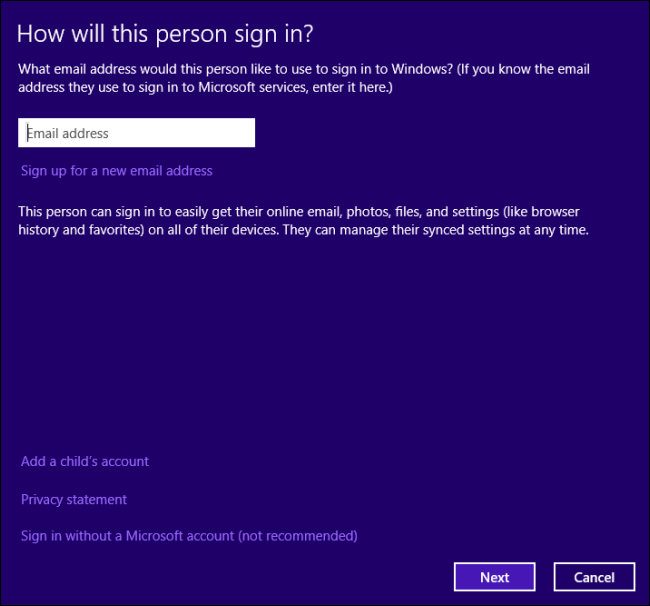 How will this person sign in?
What email address would this person like to use to sign in to Windows? (If you know the email
address they use to sign in to Microsoft services, enter it here.)
Email address
Sign up for a new email address
This person can sign in to easily get their online email, photos, files, and settings (like browser
history and favorites) on all of their devices. They can manage their synced settings at any time.
Add a child's account
Privacy statement
Sign in without a Microsoft account (not recommended)
Next Cancel